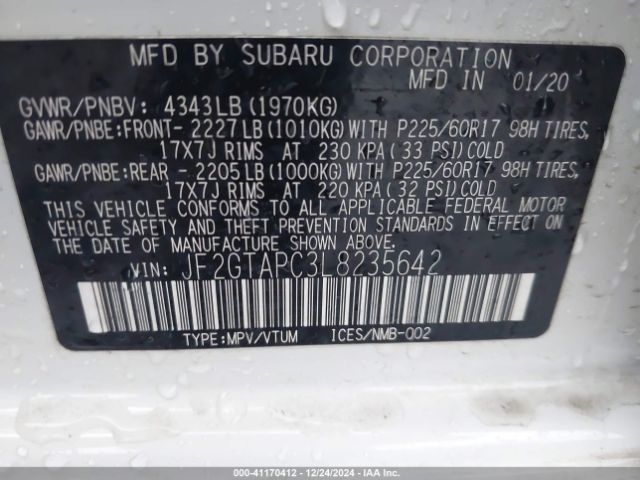 MFD BY SUBARU CORPORATION
MFD IN 01/20
GVWR/PNBV: 4343LB(1970KG)
GAWR/PNBE:FRONT- 2227LB(1010KG)WITH P225/60R17 98H TIRES,
17X7J RIMS AT 230 KPA(33 PSI)COLD
GAWR/PNBE:REAR - 2205LB(1000KG)WITH P225/60R17 98H TIRES,
17X7J RIMS AT 220 KPA(32 PSI)COLD
THIS VEHICLE CONFORMS TO ALL APPLICABLE FEDERAL MOTOR
VEHICLE SAFETY AND THEFT PREVENTION STANDARDS IN EFFECT ON
THE DATE OF MANUFACTURE SHOWN ABOVE.
VIN: JF2GTAPC3L8235642
TYPE:MPV/VTUM ICES/NMB-002
000-41170412 - 12/24/2024 - IAA Inc.